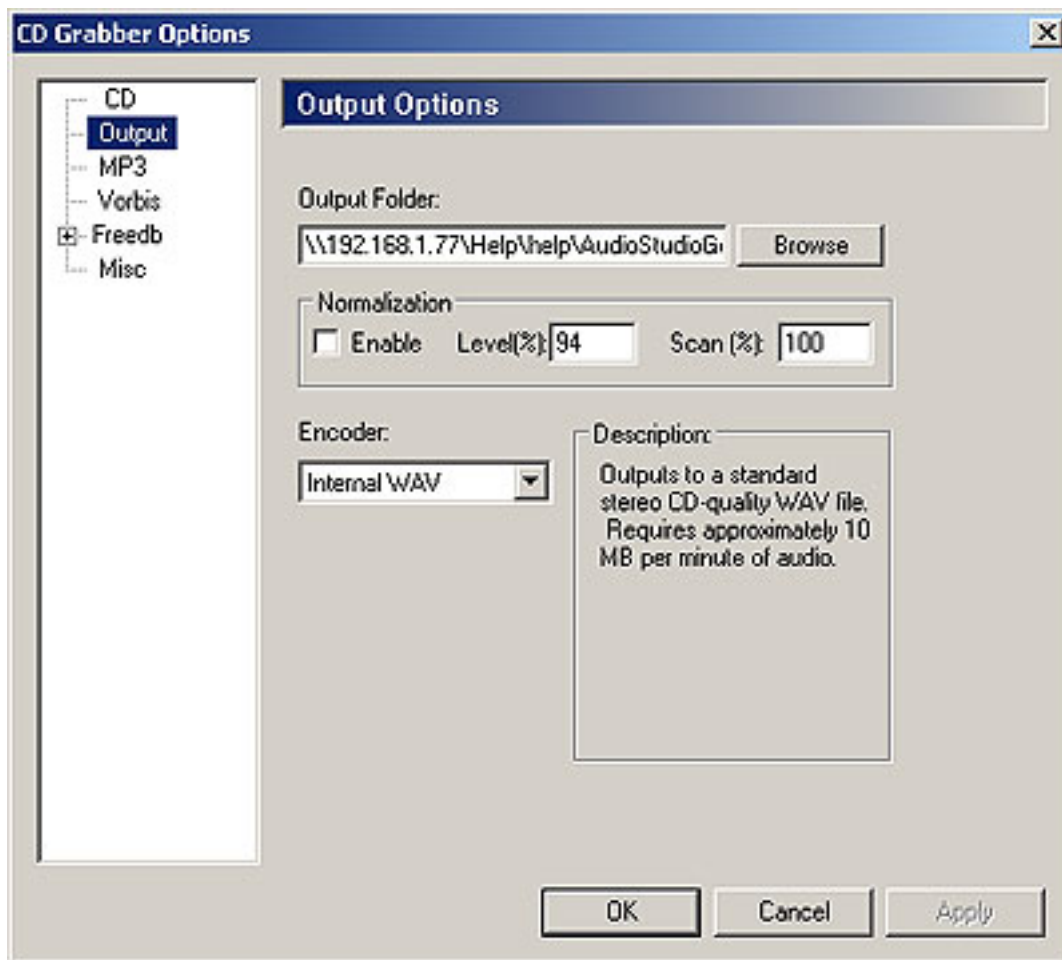 CD Grabber Options
CD
Output
MP3
Vorbis
Freedb
Misc
Output Options
Output Folder:
\\192.168.1.77\Help\help\AudioStudioG
Browse
Normalization
Enable Level(%): 94 Scan (%): 100
Encoder:
Internal WAV
Description:
Outputs to a standard
stereo CD-quality WAV file.
Requires approximately 10
MB per minute of audio.
OK Cancel Apply